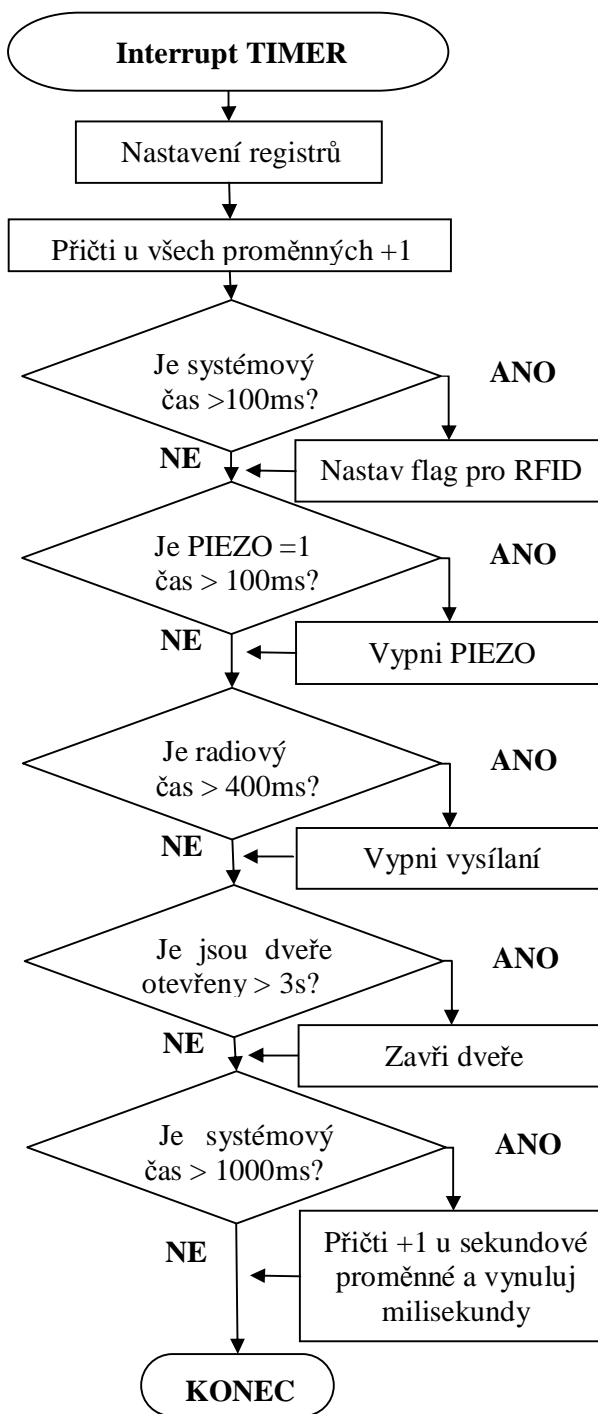 Interrupt TIMER
Nastavení registrů
Přičti u všech proměnných +1
Je systémový
čas >100ms?
ANO
NE
Nastav flag pro RFID
Je PIEZO =1
čas > 100ms?
ANO
NE
Vypni PIEZO
Je radiový
čas > 400ms?
ANO
NE
Vypni vysílaní
Je jsou dveře
otevřeny > 3s?
ANO
NE
Zavři dveře
Je systémový
čas > 1000ms?
ANO
NE
Přičti +1 u sekundové
proměnné a vynuluj
milisekundy
KONEC